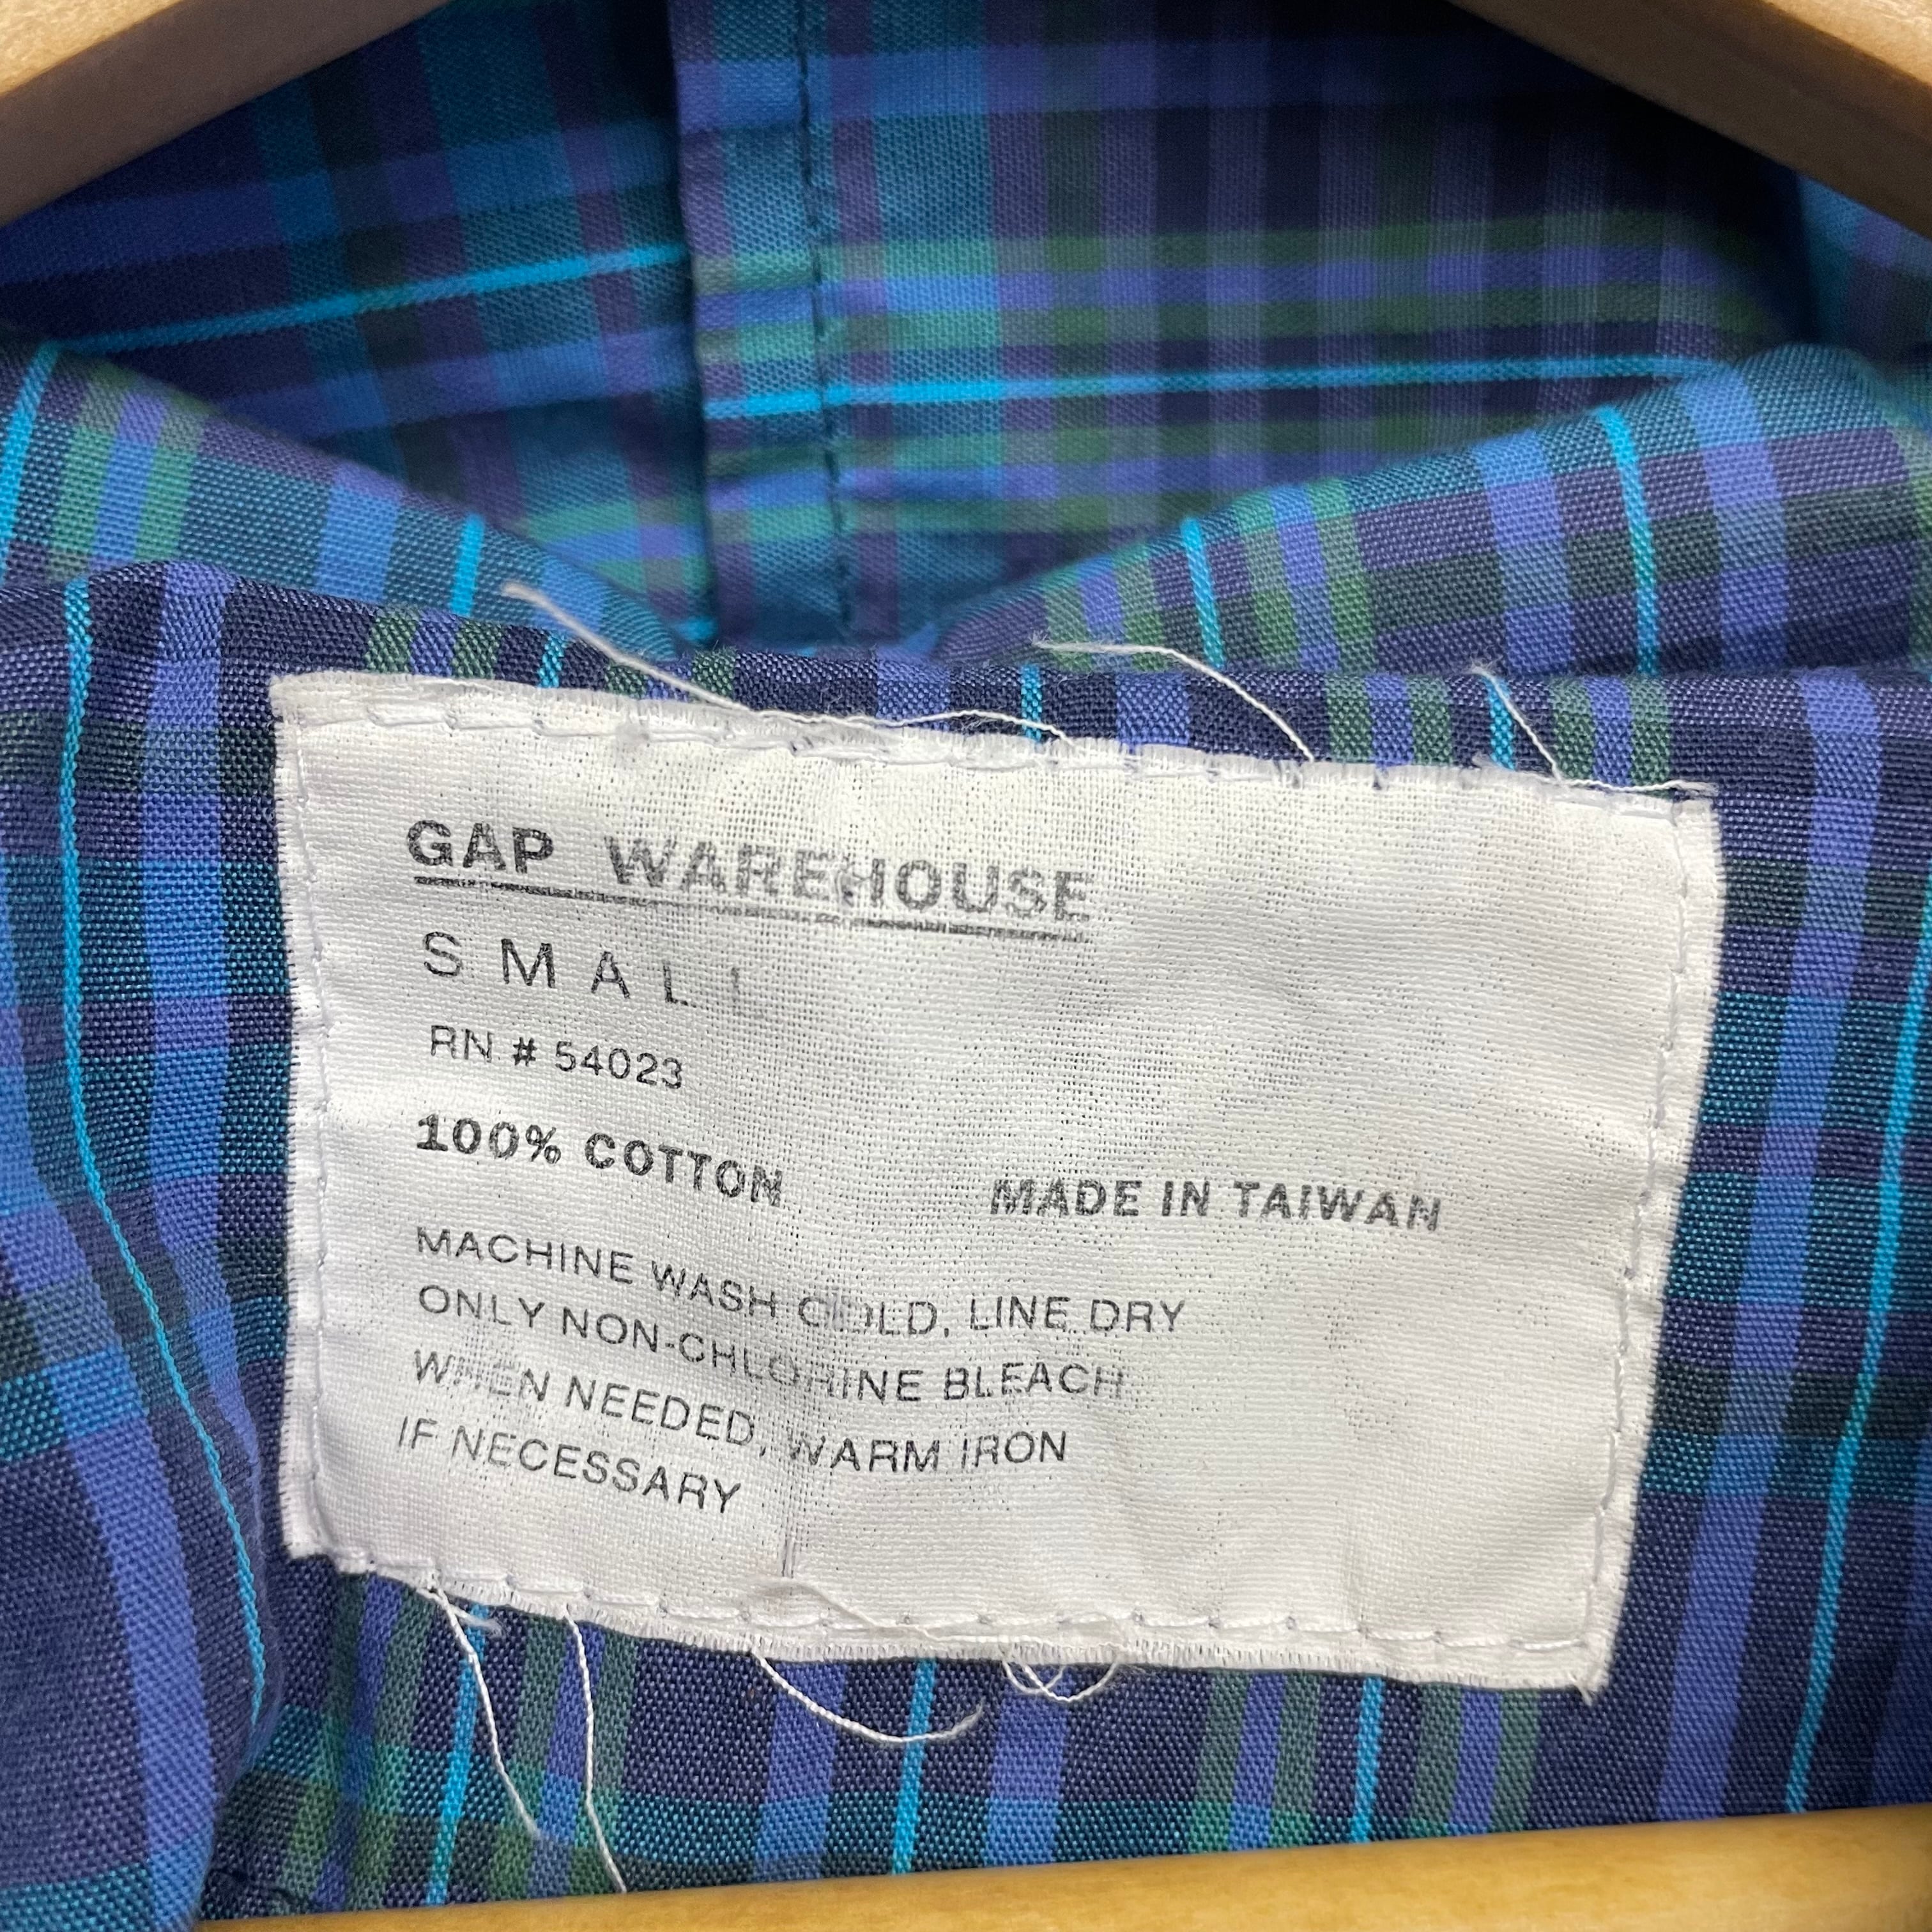 GAP WAREHOUSE
SMALL
RN # 54023
100% COTTON
MADE IN TAIWAN
MACHINE WASH COLD, LINE DRY
ONLY NON-CHLORINE BLEACH
WHEN NEEDED, WARM IRON
IF NECESSARY